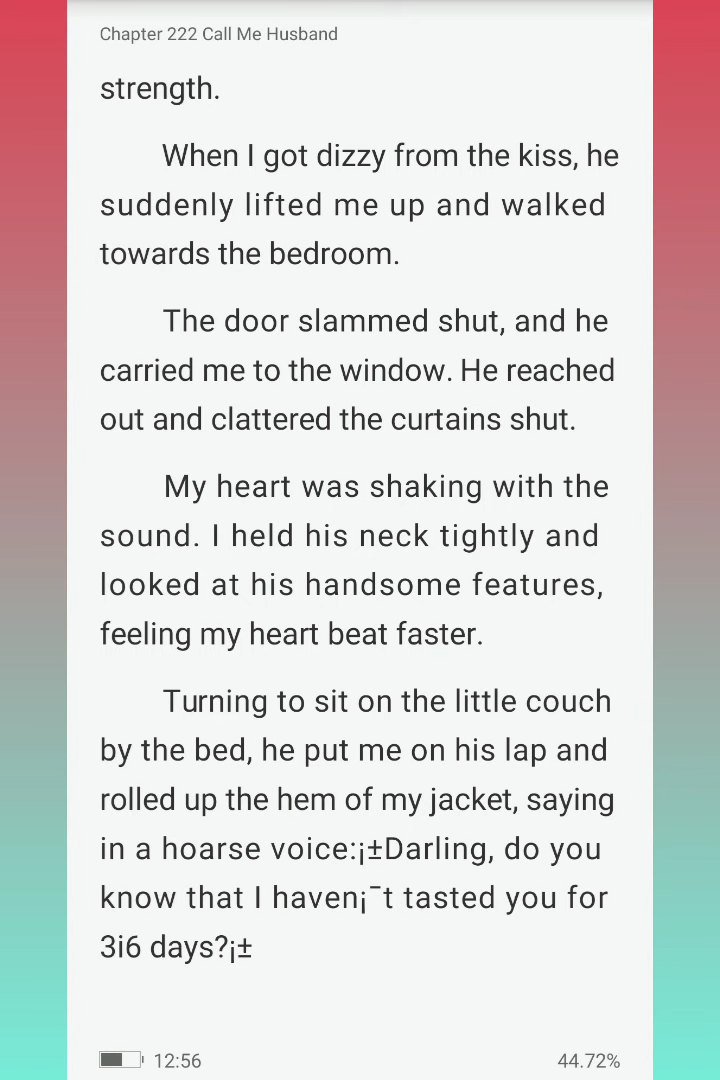 Chapter 222 Call Me Husband
strength.
When I got dizzy from the kiss, he
suddenly lifted me up and walked
towards the bedroom.
The door slammed shut, and he
carried me to the window. He reached
out and clattered the curtains shut.
My heart was shaking with the
sound. I held his neck tightly and
looked at his handsome features,
feeling my heart beat faster.
Turning to sit on the little couch
by the bed, he put me on his lap and
rolled up the hem of my jacket, saying
in a hoarse voice:¡±Darling, do you
know that I haven¡¯t tasted you for
3i6 days?¡±
12:56
44.72%